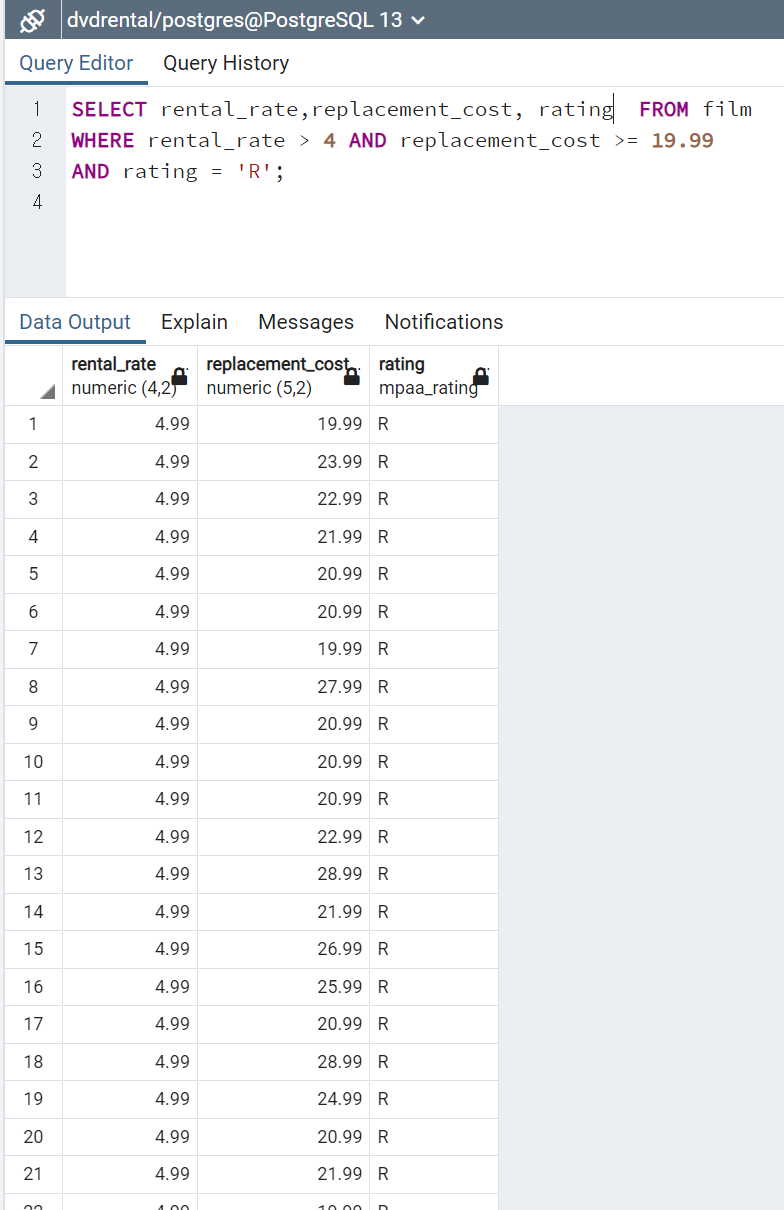 dvdrental/postgres@PostgreSQL 13
Query Editor Query History
1 SELECT rental_rate,replacement_cost, rating  FROM film
2 WHERE rental_rate > 4 AND replacement_cost >= 19.99
3 AND rating = 'R';
4
Data Output Explain Messages Notifications
rental_rate replacement_cost rating
numeric (4,2) numeric (5,2) mpaa_rating
1 4.99 19.99 R
2 4.99 23.99 R
3 4.99 22.99 R
4 4.99 21.99 R
5 4.99 20.99 R
6 4.99 20.99 R
7 4.99 19.99 R
8 4.99 27.99 R
9 4.99 20.99 R
10 4.99 20.99 R
11 4.99 20.99 R
12 4.99 22.99 R
13 4.99 28.99 R
14 4.99 21.99 R
15 4.99 26.99 R
16 4.99 25.99 R
17 4.99 20.99 R
18 4.99 28.99 R
19 4.99 24.99 R
20 4.99 20.99 R
21 4.99 21.99 R